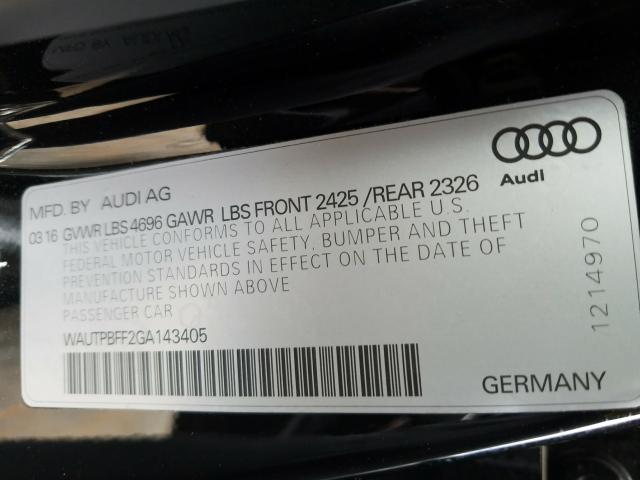 MFD. BY AUDI AG
03 16 GVWR LBS 4696 GAWR LBS FRONT 2425 / REAR 2326
THIS VEHICLE CONFORMS TO ALL APPLICABLE U.S.
FEDERAL MOTOR VEHICLE SAFETY, BUMPER AND THEFT
PREVENTION STANDARDS IN EFFECT ON THE DATE OF
MANUFACTURE SHOWN ABOVE
PASSENGER CAR
WAUTPBFF2GA143405
Audi
1214970
GERMANY